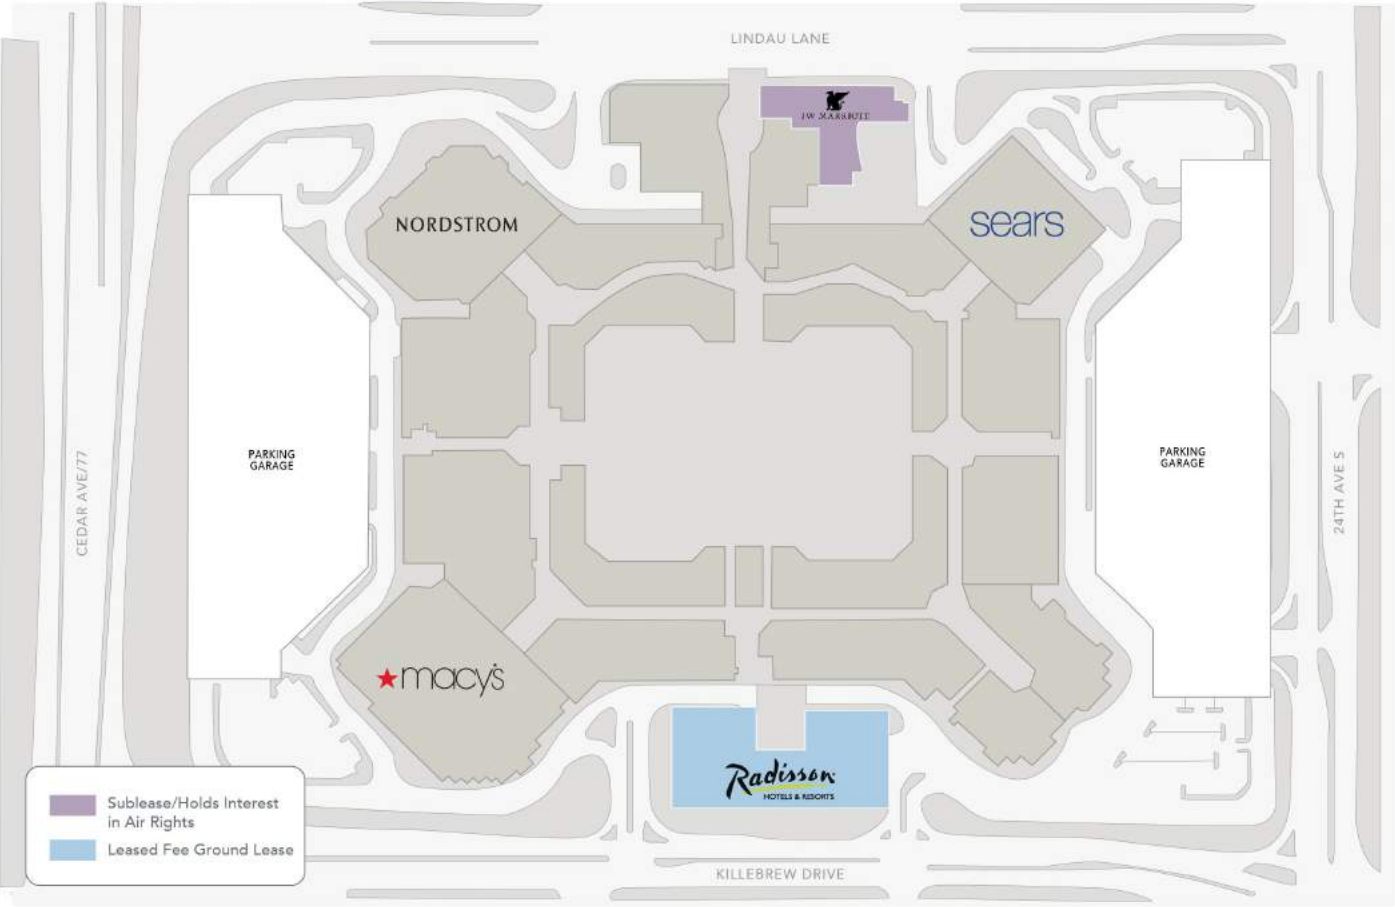 LINDAU LANE
JW MARRIOTT
NORDSTROM
sears
PARKING
GARAGE
PARKING
GARAGE
CEDAR AVE/77
24TH AVE S
macy's
Radisson
HOTELS & RESORTS
Sublease/Holds Interest
in Air Rights
Leased Fee Ground Lease
KILLEBREW DRIVE